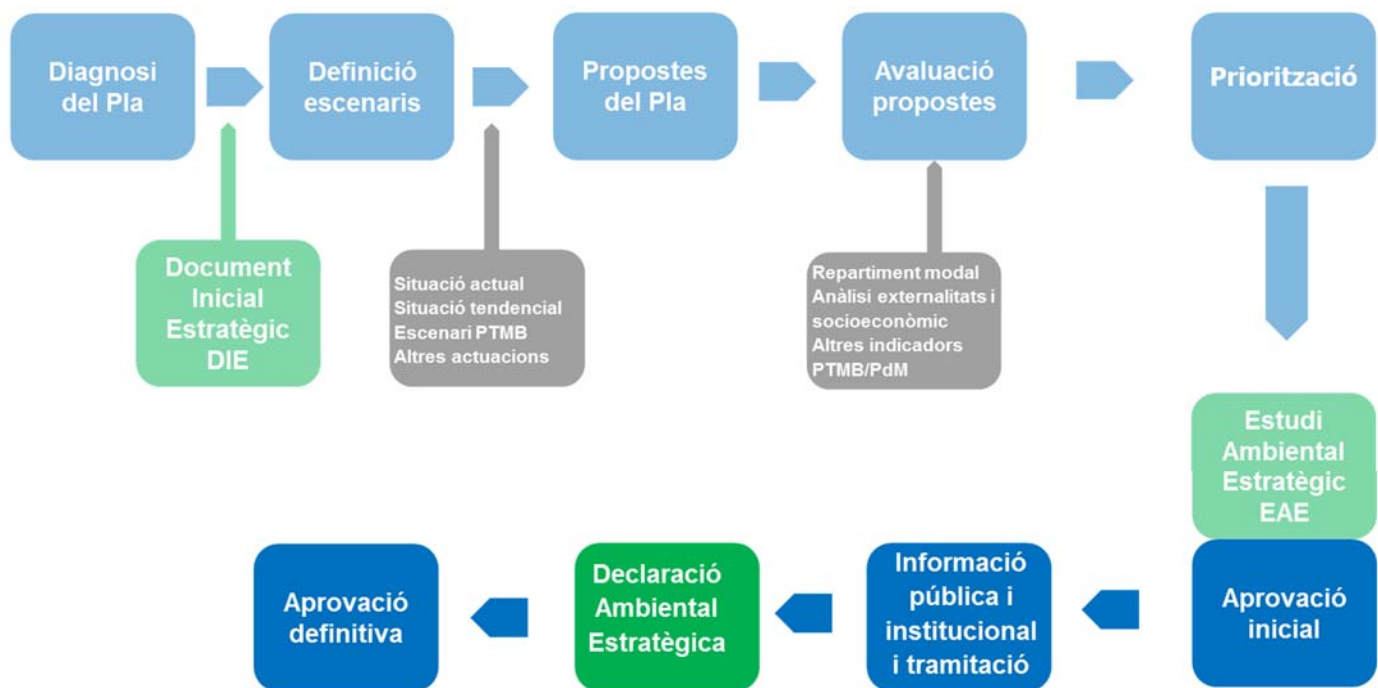 Diagnosi
del Pla
Definició
escenaris
Propostes
del Pla
Avaluació
propostes
Priorització
Document
Inicial
Estratègic
DIE
Situació actual
Situació tendencial
Escenari PTMB
Altres actuacions
Repartiment modal
Anàlisi externalitats i
socioeconòmic
Altres indicadors
PTMB/PdM
Estudi
Ambiental
Estratègic
EAE
Aprovació
inicial
Informació
pública i
institucional
i tramitació
Declaració
Ambiental
Estratègica
Aprovació
definitiva